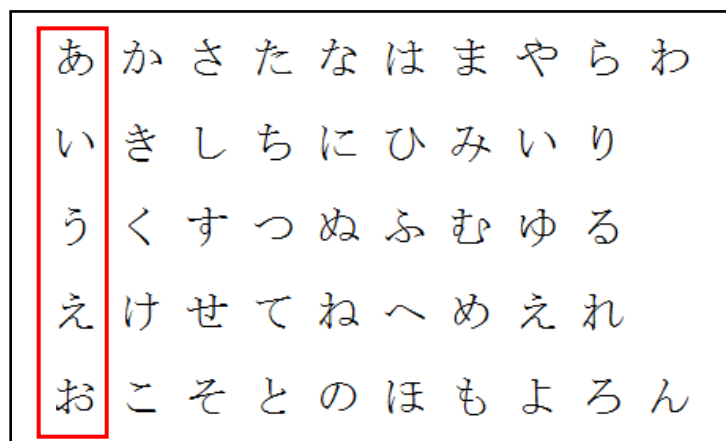 あ か さ た な は ま や ら わ
い き し ち に ひ み い り
う く す つ ぬ ふ む ゆ る
え け せ て ね へ め え れ
お こ そ と の ほ も よ ろ ん